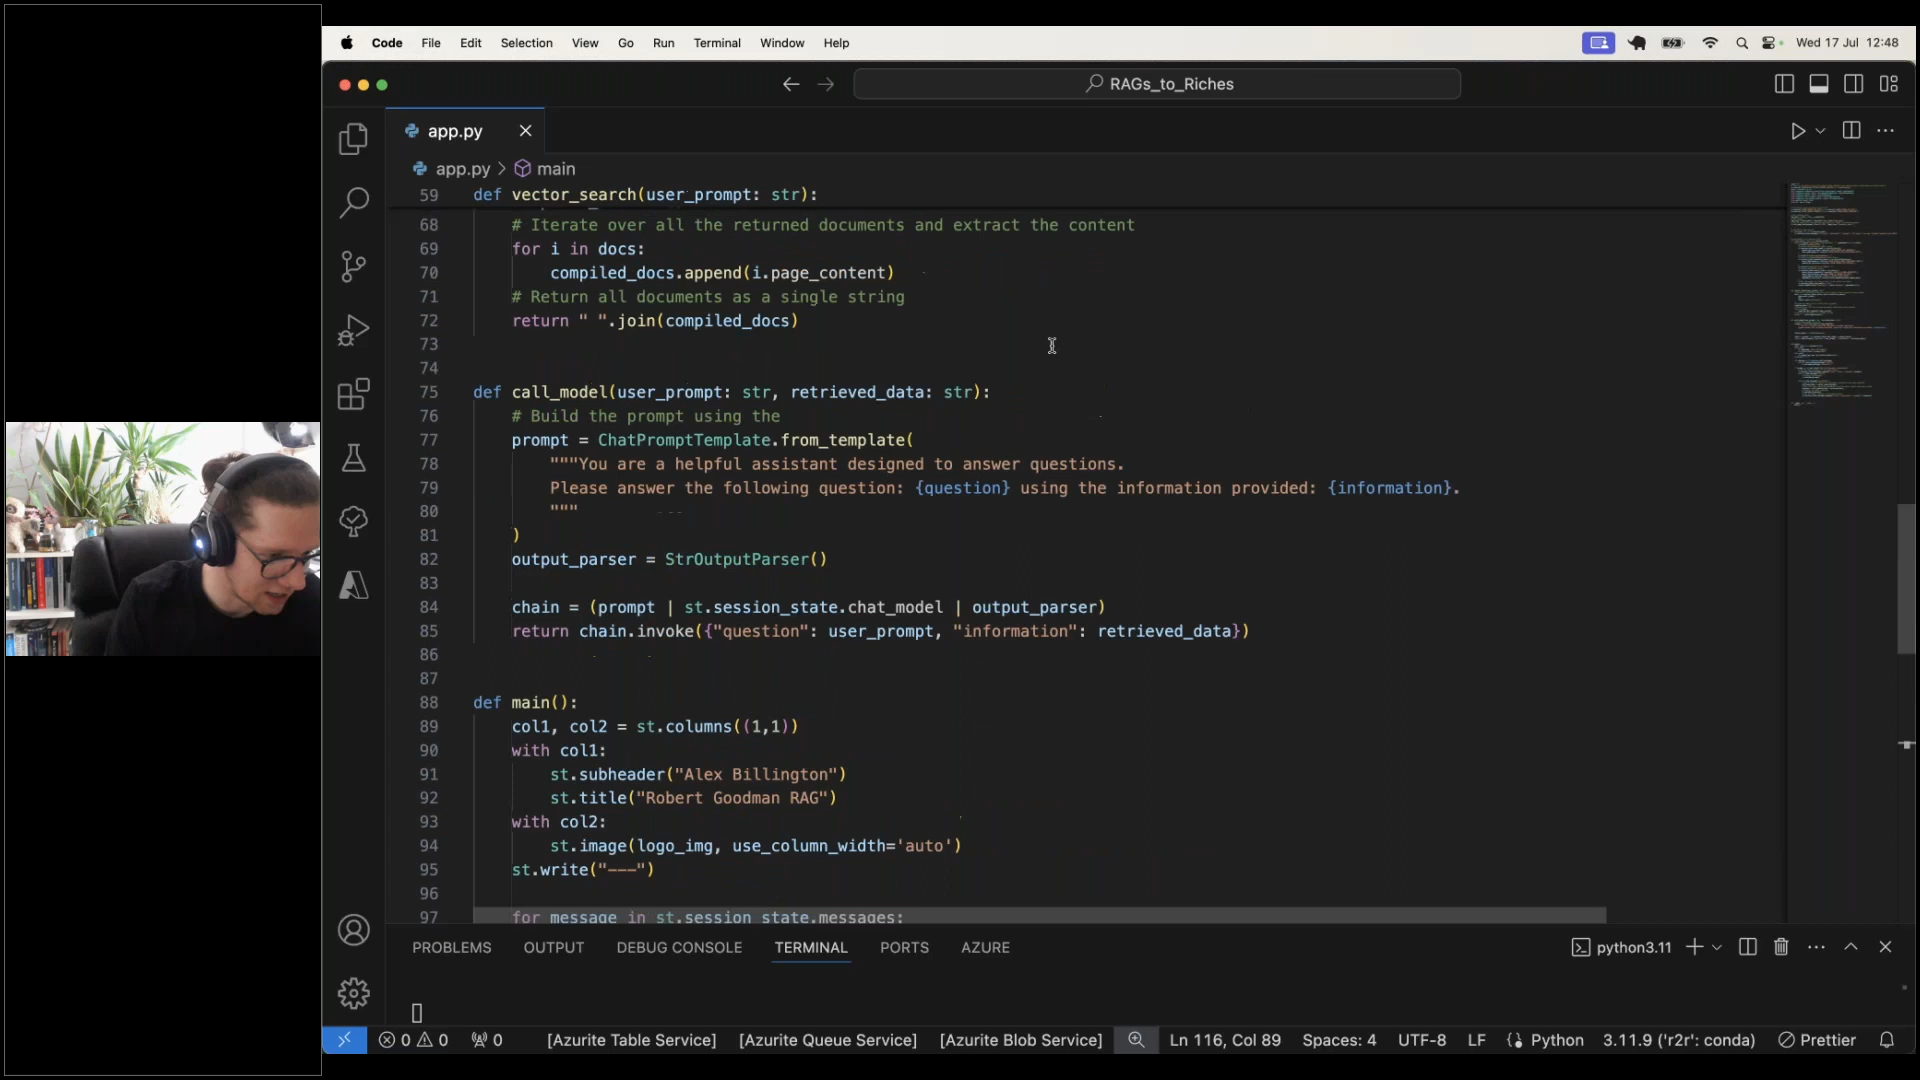 Code File Edit Selection View Go Run Terminal Window Help Wed 17 Jul 12:48
RAGs_to_Riches
app.py
app.py > main
59 def vector_search(user_prompt: str):
68 # Iterate over all the returned documents and extract the content
69 for i in docs:
70 compiled_docs.append(i.page_content)
71 # Return all documents as a single string
72 return " ".join(compiled_docs)
73
74
75 def call_model(user_prompt: str, retrieved_data: str):
76 # Build the prompt using the
77 prompt = ChatPromptTemplate.from_template(
78 """You are a helpful assistant designed to answer questions.
79 Please answer the following question: {question} using the information provided: {information}.
80 """
81 )
82 output_parser = StrOutputParser()
83
84 chain = (prompt | st.session_state.chat_model | output_parser)
85 return chain.invoke({"question": user_prompt, "information": retrieved_data})
86
87
88 def main():
89 col1, col2 = st.columns((1,1))
90 with col1:
91 st.subheader("Alex Billington")
92 st.title("Robert Goodman RAG")
93 with col2:
94 st.image(logo_img, use_column_width='auto')
95 st.write("---")
96
97 for message in st.session_state.messages:
PROBLEMS OUTPUT DEBUG CONSOLE TERMINAL PORTS AZURE python3.11
0 0 0 [Azurite Table Service] [Azurite Queue Service] [Azurite Blob Service] Ln 116, Col 89 Spaces: 4 UTF-8 LF Python 3.11.9 ('r2r': conda) Prettier